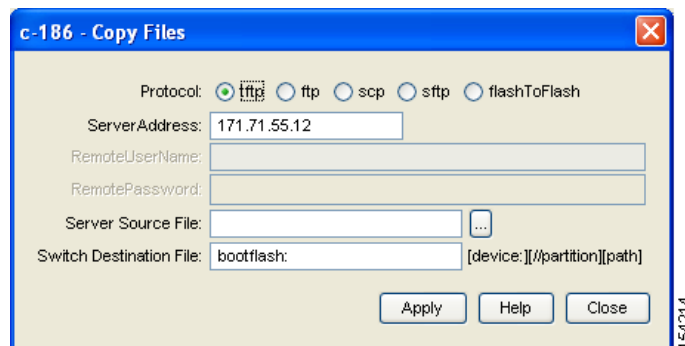 c-186 - Copy Files
Protocol: tftp ftp scp sftp flashToFlash
ServerAddress: 171.71.55.12
RemoteUserName:
RemotePassword:
Server Source File: ...
Switch Destination File: bootflash: [device:][//partition][path]
Apply Help Close
154214